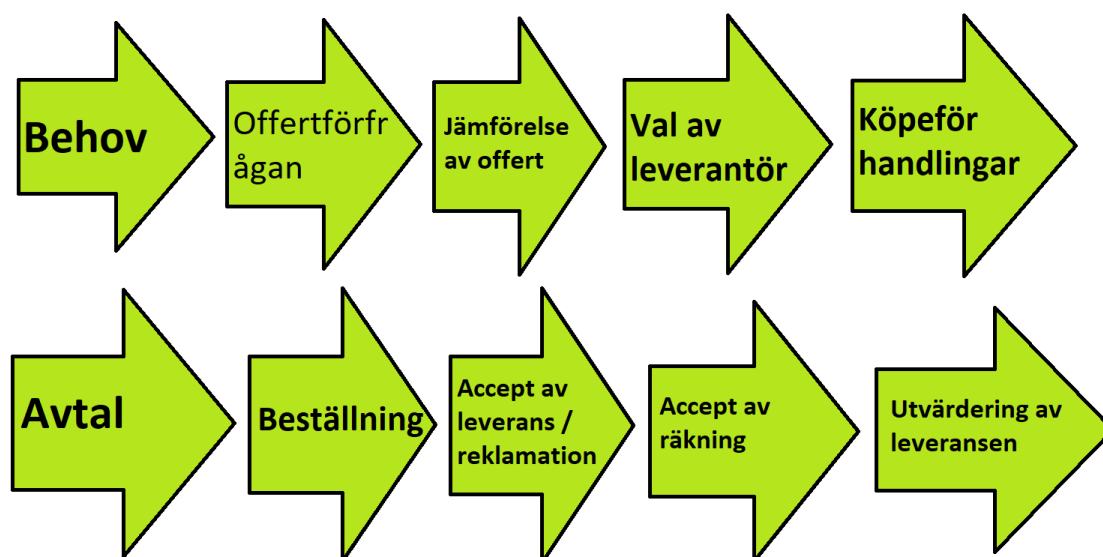 Behov
Offertförfr
ågan
Jämförelse
av offert
Val av
leverantör
Köpeför
handlingar
Avtal
Beställning
Accept av
leverans /
reklamation
Accept av
räkning
Utvärdering av
leveransen